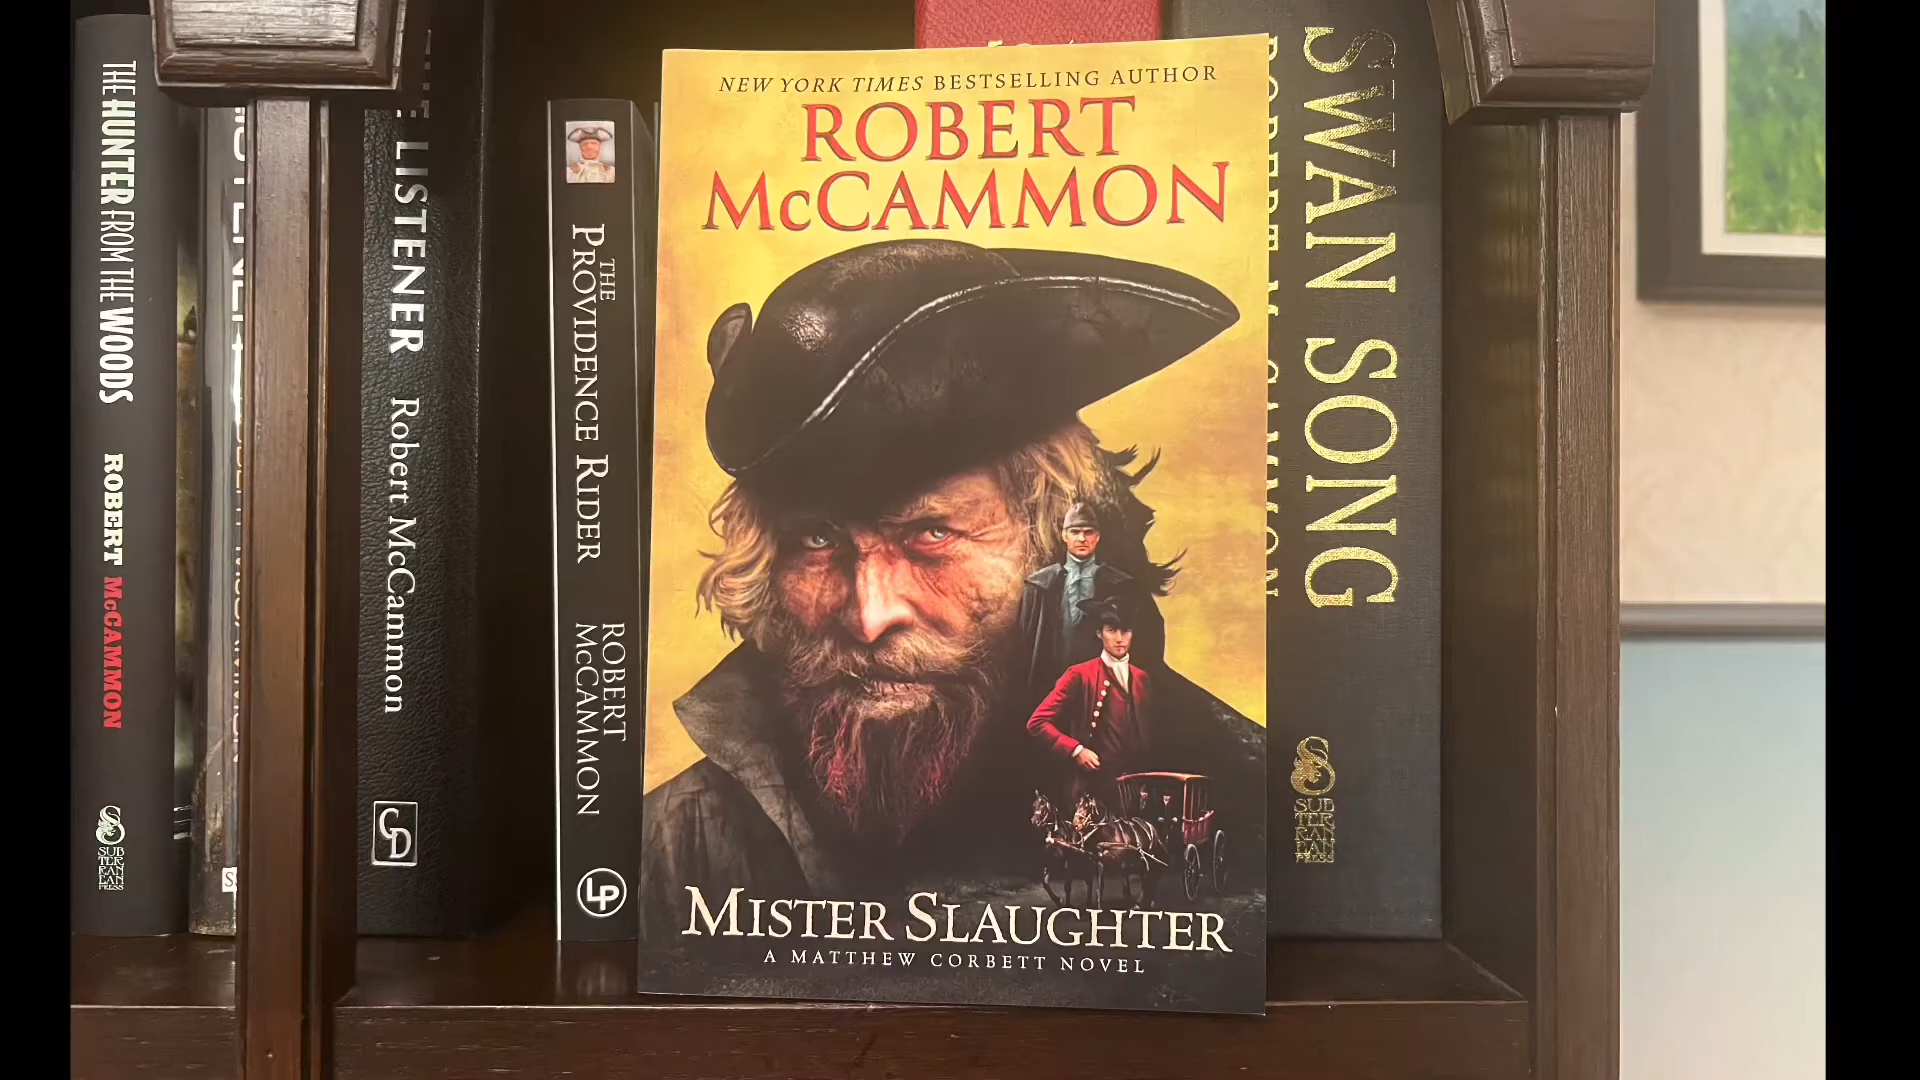 THE HUNTER FROM THE WOODS
ROBERT McCAMMON
SUB
TER
RAN
EAN
PRESS
LISTENER
Robert McCammon
CD
THE
PROVIDENCE RIDER
ROBERT
McCAMMON
LP
NEW YORK TIMES BESTSELLING AUTHOR
ROBERT
McCAMMON
MISTER SLAUGHTER
A MATTHEW CORBETT NOVEL
SWAN SONG
SUB
TER
RAN
EAN
PRESS